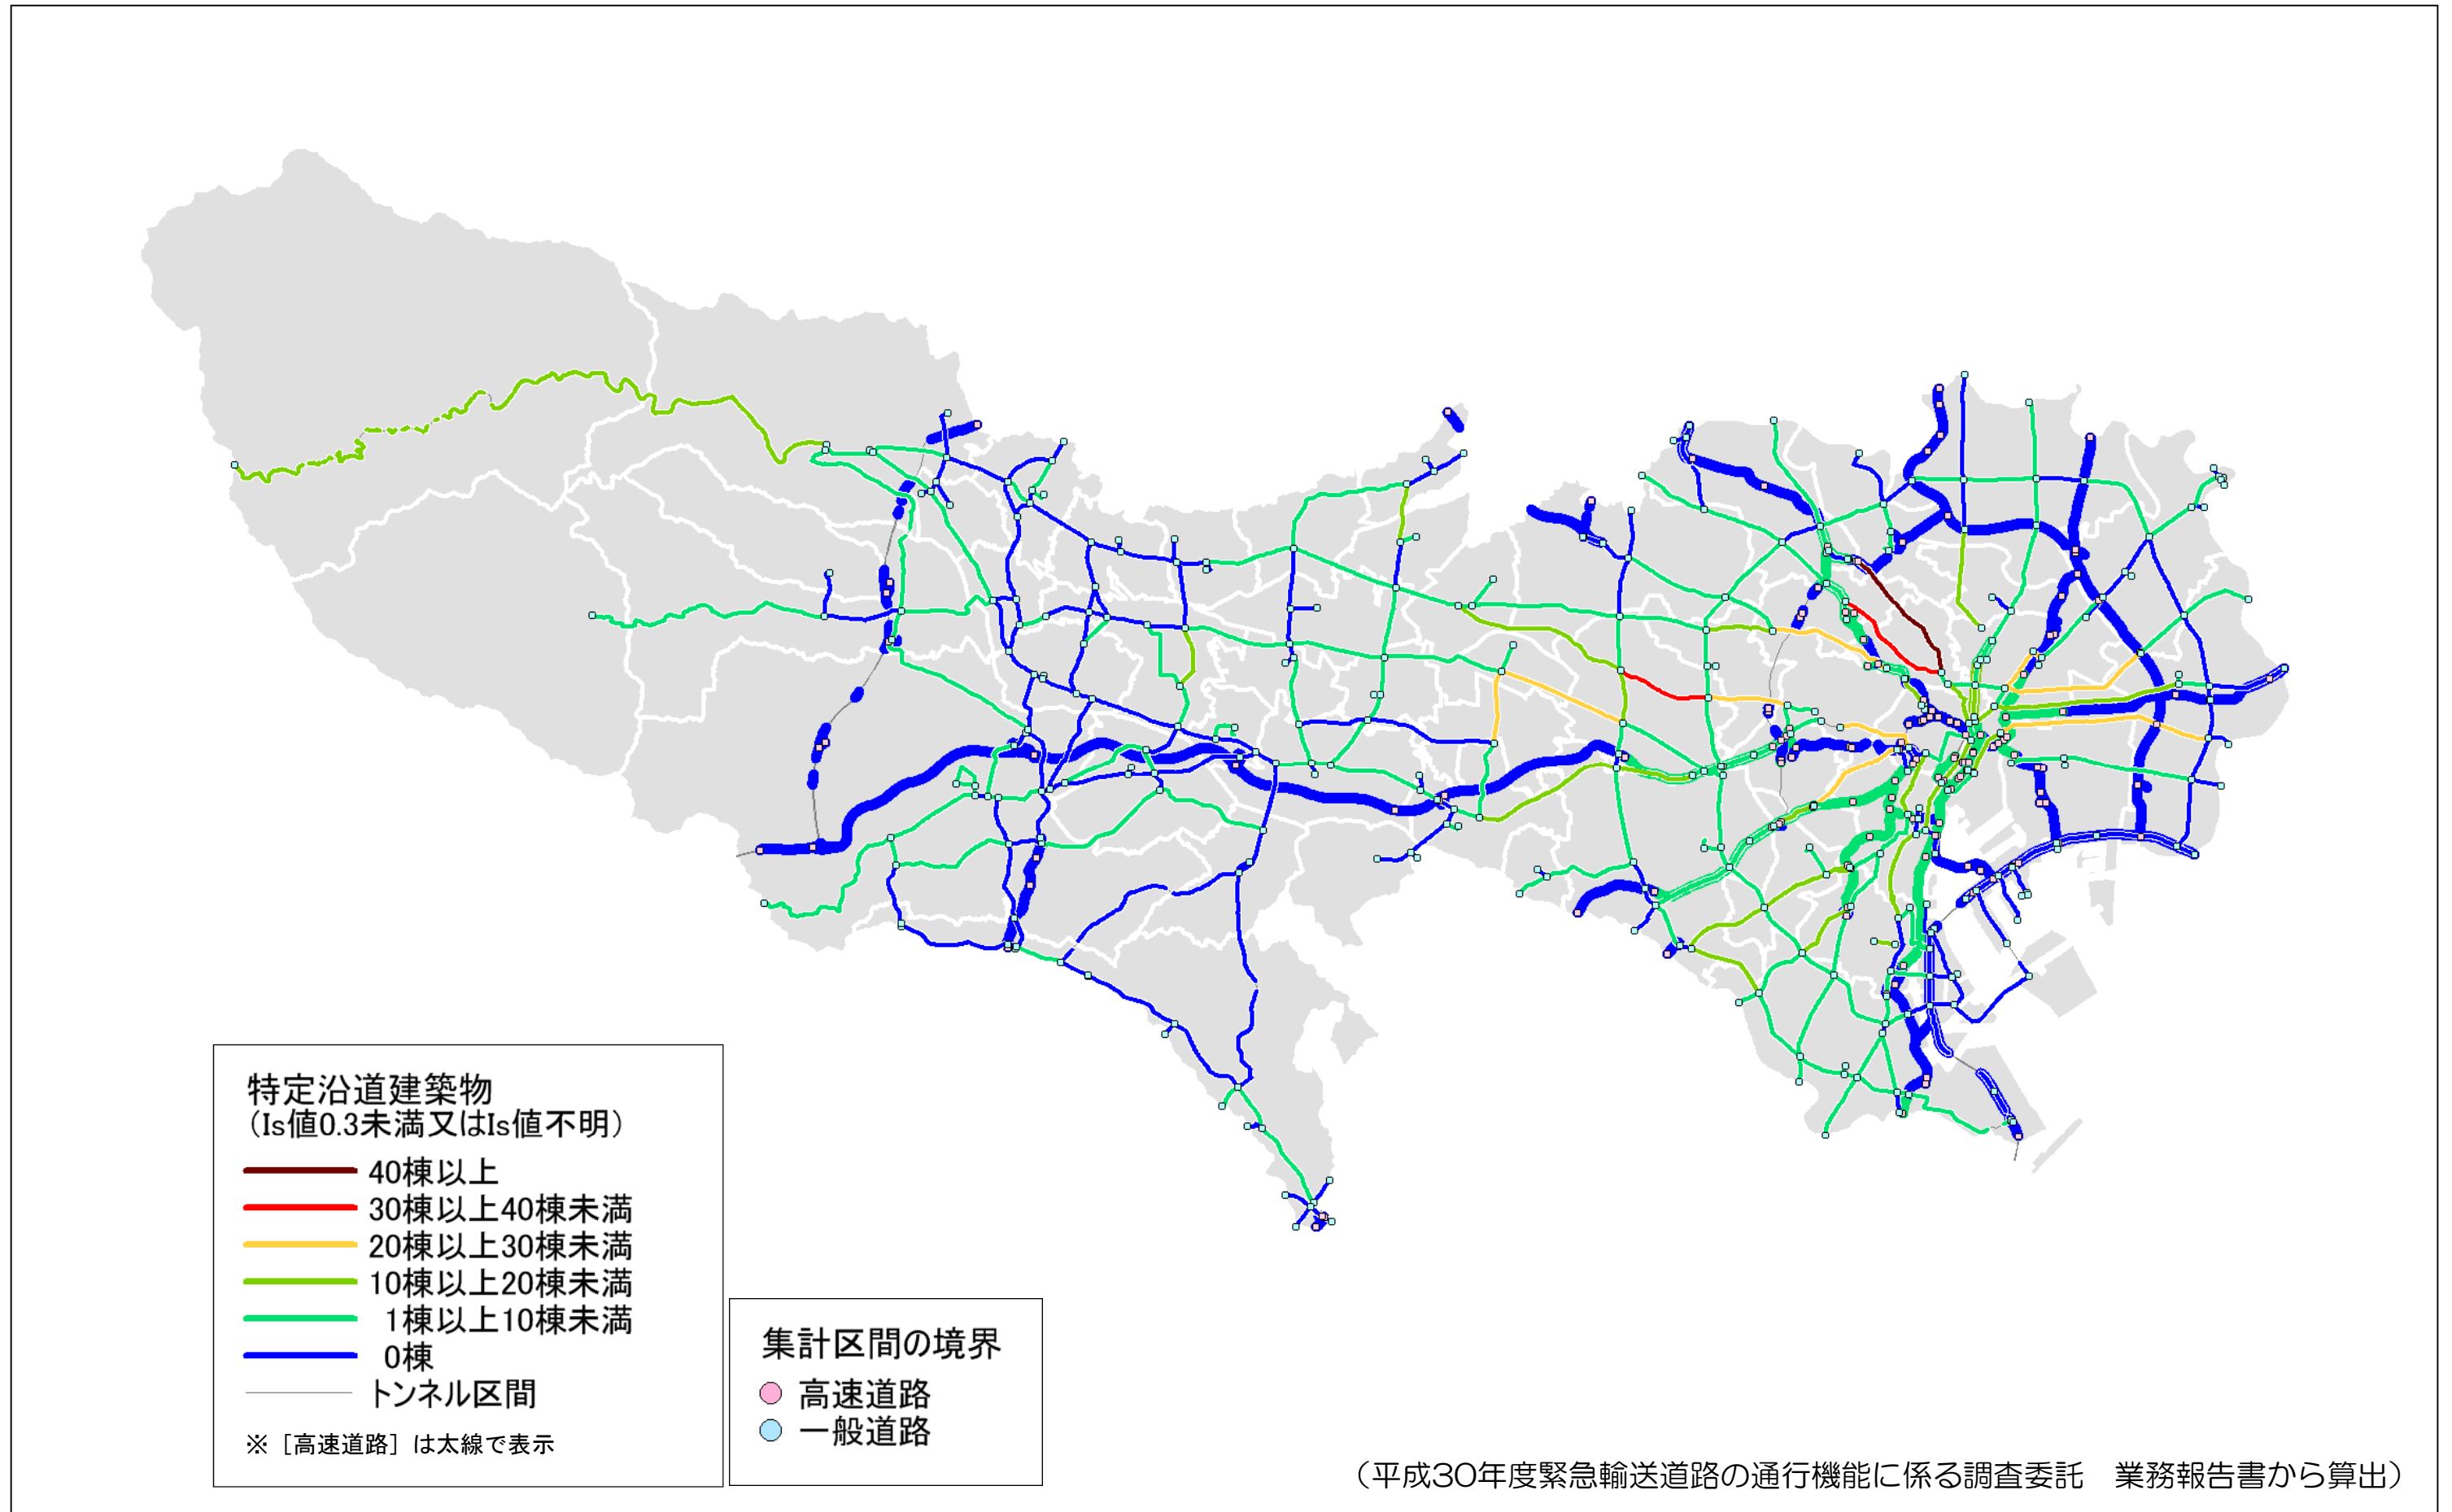 特定沿道建築物
（Is値0.3未満又はIs値不明）
40棟以上
30棟以上40棟未満
20棟以上30棟未満
10棟以上20棟未満
1棟以上10棟未満
0棟
トンネル区間
※［高速道路］は太線で表示
集計区間の境界
高速道路
一般道路
（平成30年度緊急輸送道路の通行機能に係る調査委託　業務報告書から算出）